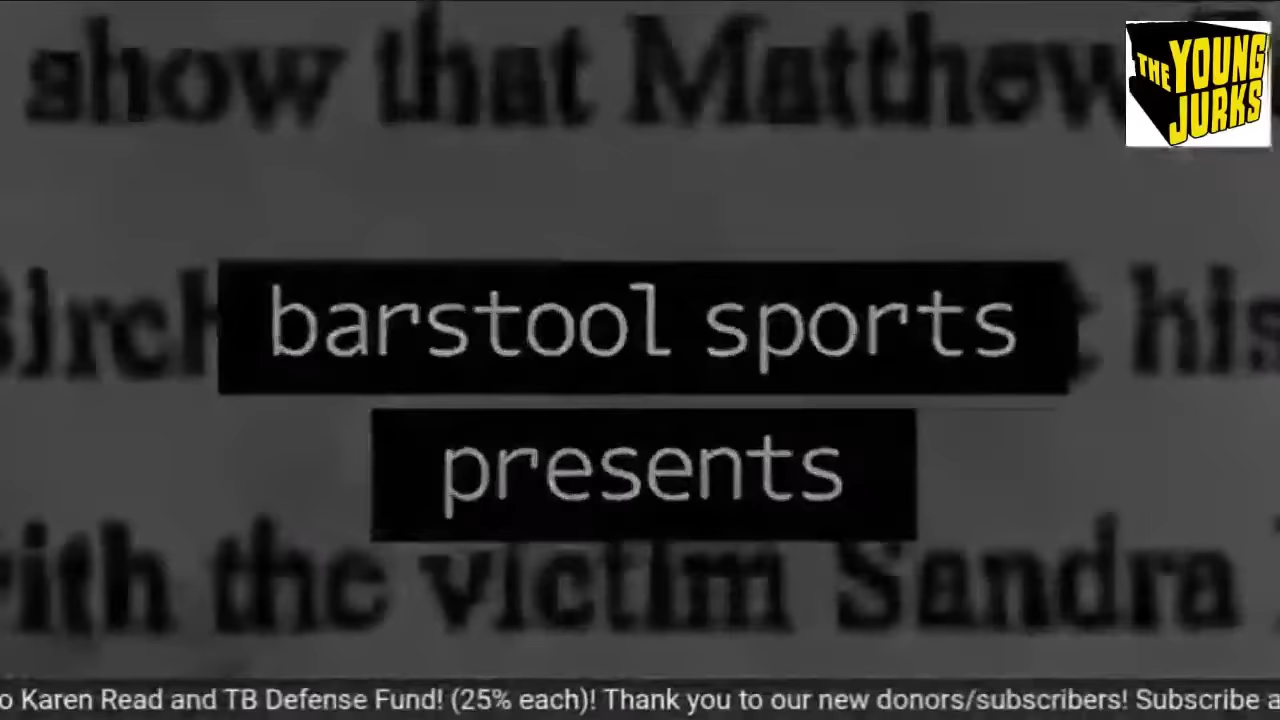 show that Matthew
THE YOUNG
JURKS
barstool sports
his
presents
with the victim Sandra
o Karen Read and TB Defense Fund! (25% each)! Thank you to our new donors/subscribers! Subscribe a